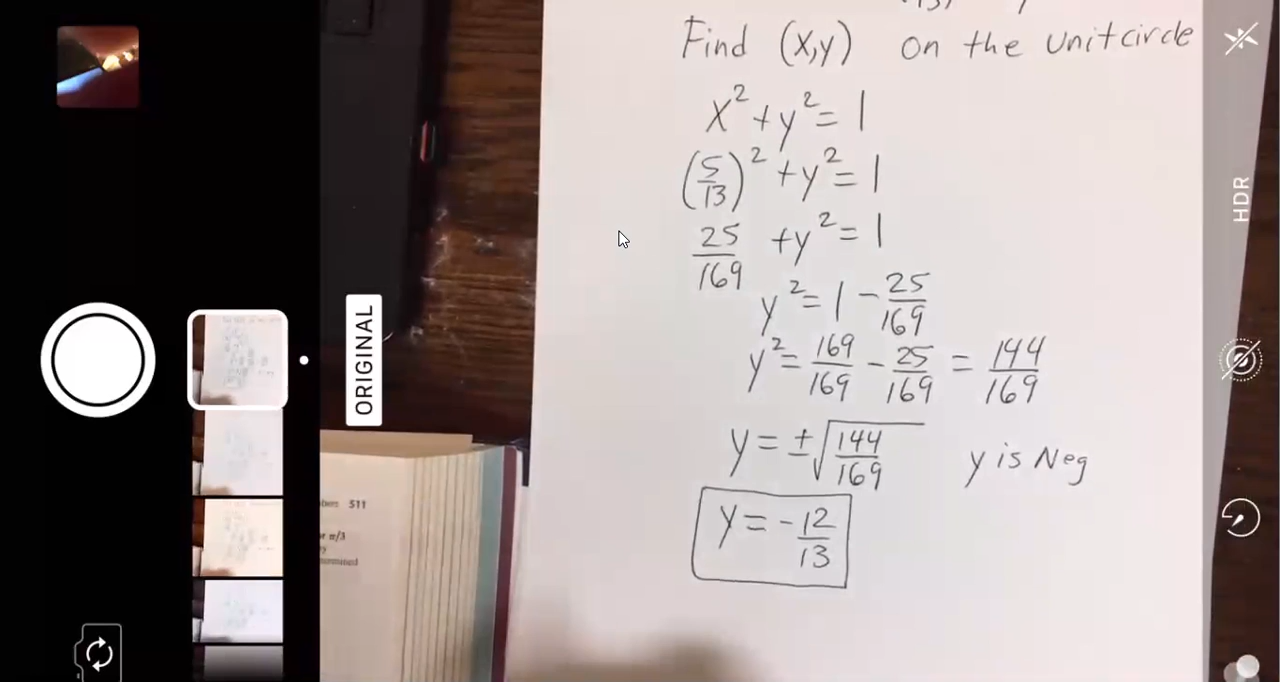 Find (x,y) on the unit circle
x² + y² = 1
(5/13)² + y² = 1
25/169 + y² = 1
y² = 1 - 25/169
y² = 169/169 - 25/169 = 144/169
y = ±√(144/169) y is Neg
y = -12/13
HDR
ORIGINAL
511
π/3